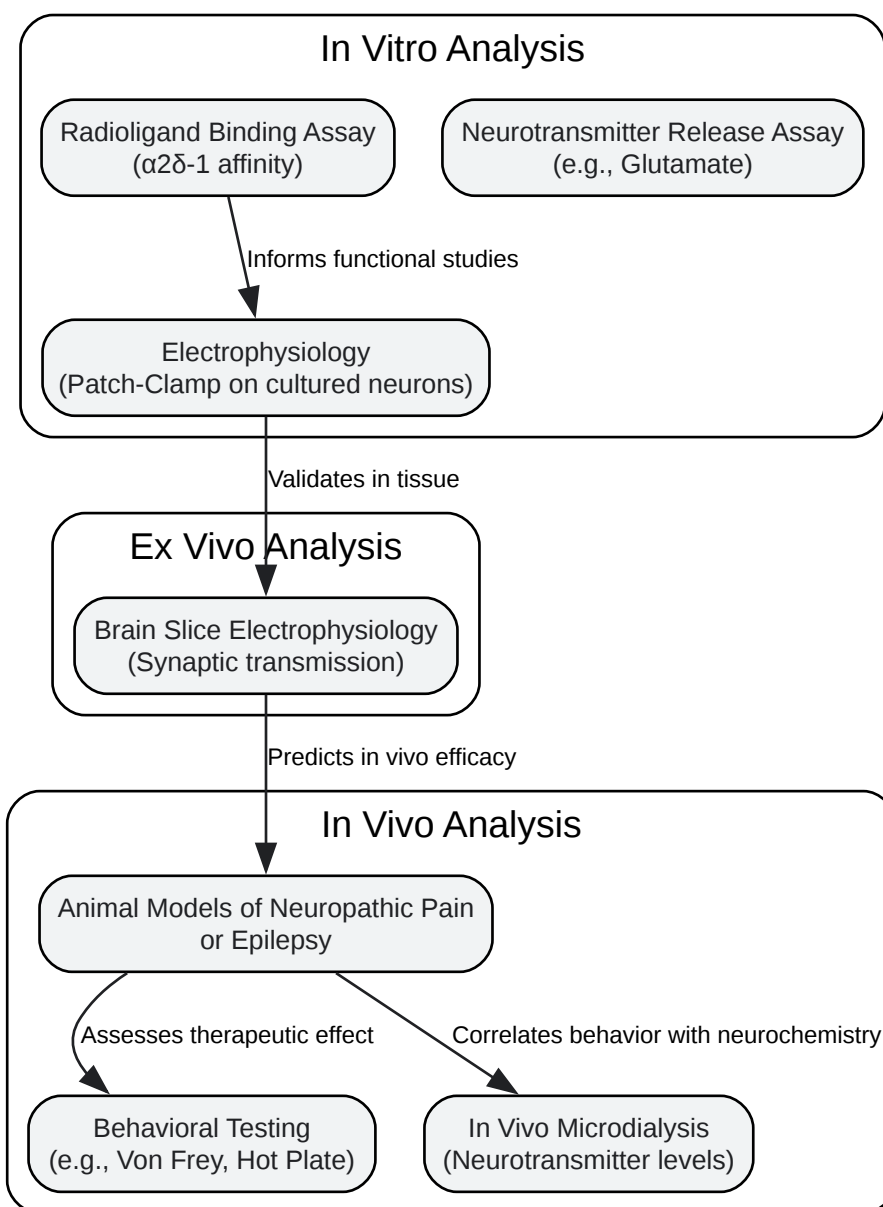 In Vitro Analysis
Radioligand Binding Assay
(α2δ-1 affinity)
Neurotransmitter Release Assay
(e.g., Glutamate)
Informs functional studies
Electrophysiology
(Patch-Clamp on cultured neurons)
Validates in tissue
Ex Vivo Analysis
Brain Slice Electrophysiology
(Synaptic transmission)
Predicts in vivo efficacy
In Vivo Analysis
Animal Models of Neuropathic Pain
or Epilepsy
Assesses therapeutic effect
Correlates behavior with neurochemistry
Behavioral Testing
(e.g., Von Frey, Hot Plate)
In Vivo Microdialysis
(Neurotransmitter levels)